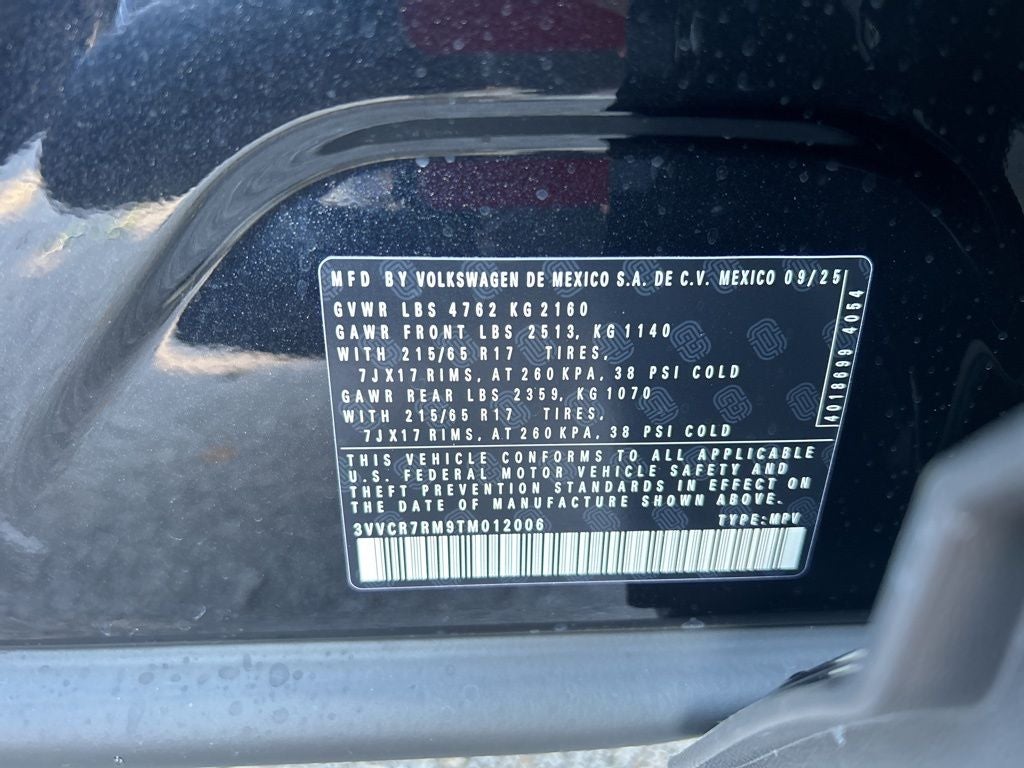 MFD BY VOLKSWAGEN DE MEXICO S.A. DE C.V. MEXICO 09/25
GVWR LBS 4762 KG 2160
GAWR FRONT LBS 2513, KG 1140
WITH 215/65 R17 TIRES,
7JX17 RIMS, AT 260 KPA, 38 PSI COLD
GAWR REAR LBS 2359, KG 1070
WITH 215/65 R17 TIRES,
7JX17 RIMS, AT 260 KPA, 38 PSI COLD
4018699 4054
THIS VEHICLE CONFORMS TO ALL APPLICABLE
U.S. FEDERAL MOTOR VEHICLE SAFETY AND
THEFT PREVENTION STANDARDS IN EFFECT ON
THE DATE OF MANUFACTURE SHOWN ABOVE.
3VVCR7RM9TM012006 TYPE: MPV